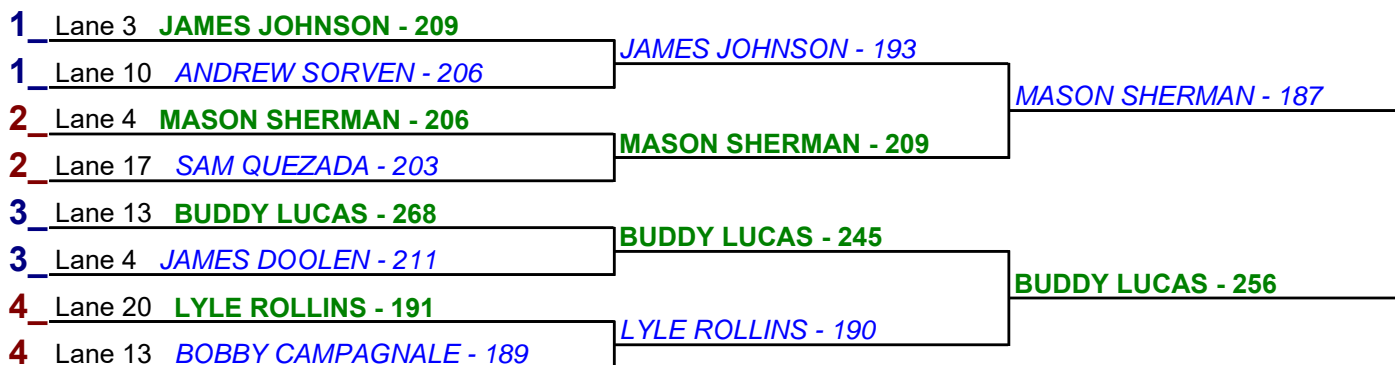 1_ Lane 3 JAMES JOHNSON - 209
JAMES JOHNSON - 193
1_ Lane 10 ANDREW SORVEN - 206
MASON SHERMAN - 187
2_ Lane 4 MASON SHERMAN - 206
MASON SHERMAN - 209
2_ Lane 17 SAM QUEZADA - 203
3_ Lane 13 BUDDY LUCAS - 268
BUDDY LUCAS - 245
3_ Lane 4 JAMES DOOLEN - 211
BUDDY LUCAS - 256
4_ Lane 20 LYLE ROLLINS - 191
LYLE ROLLINS - 190
4 Lane 13 BOBBY CAMPAGNALE - 189